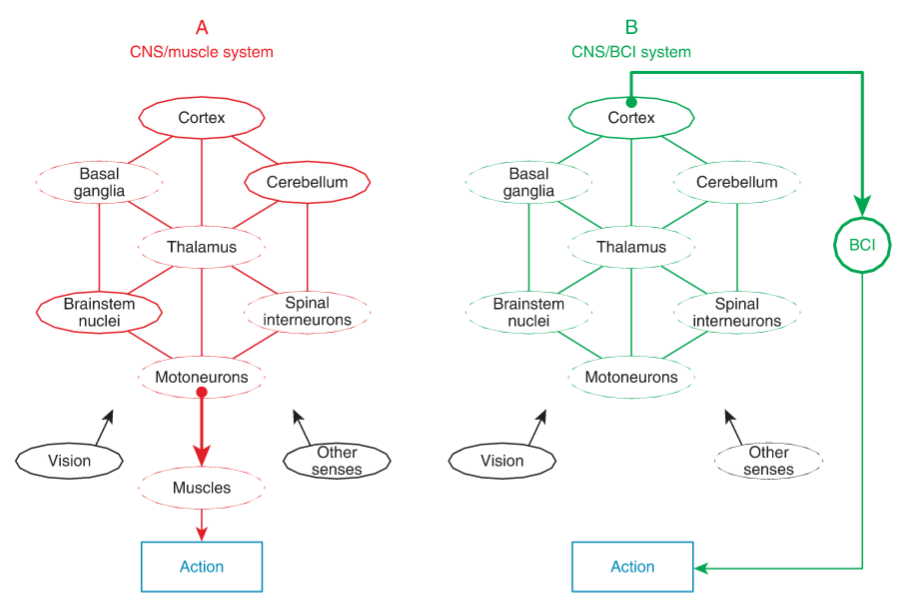 A
CNS/muscle system
Cortex
Basal
ganglia
Cerebellum
Thalamus
Brainstem
nuclei
Spinal
interneurons
Motoneurons
Vision
Other
senses
Muscles
Action
B
CNS/BCI system
Cortex
Basal
ganglia
Cerebellum
Thalamus
BCI
Brainstem
nuclei
Spinal
interneurons
Motoneurons
Vision
Other
senses
Action